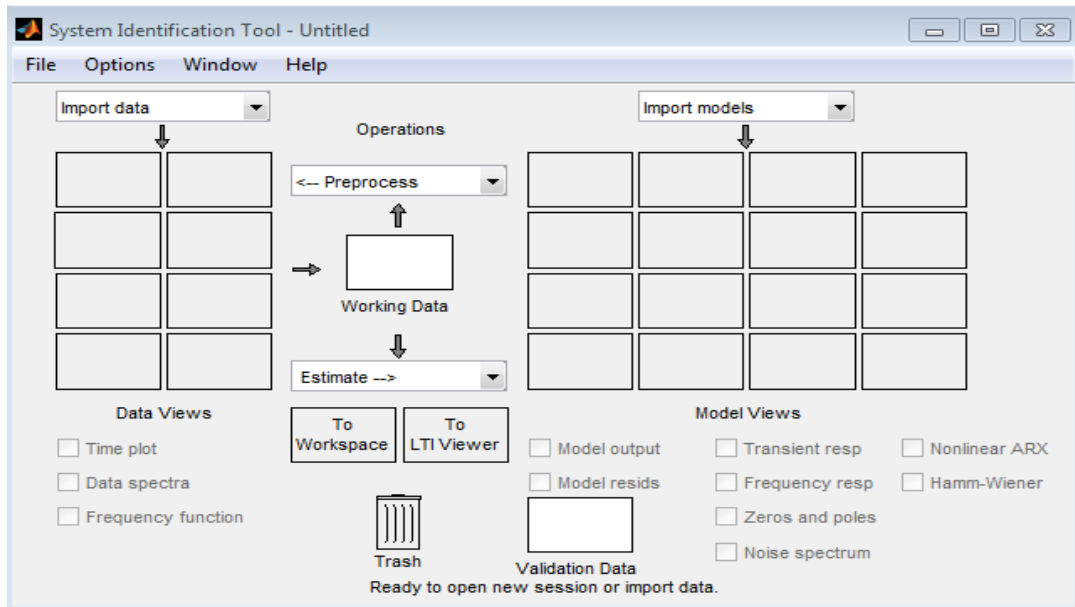 System Identification Tool - Untitled
File Options Window Help
Import data
Import models
Operations
<-- Preprocess
Working Data
Estimate -->
Data Views
Model Views
To
Workspace
To
LTI Viewer
Time plot
Data spectra
Frequency function
Model output
Model resids
Transient resp
Frequency resp
Zeros and poles
Noise spectrum
Nonlinear ARX
Hamm-Wiener
Trash
Validation Data
Ready to open new session or import data.